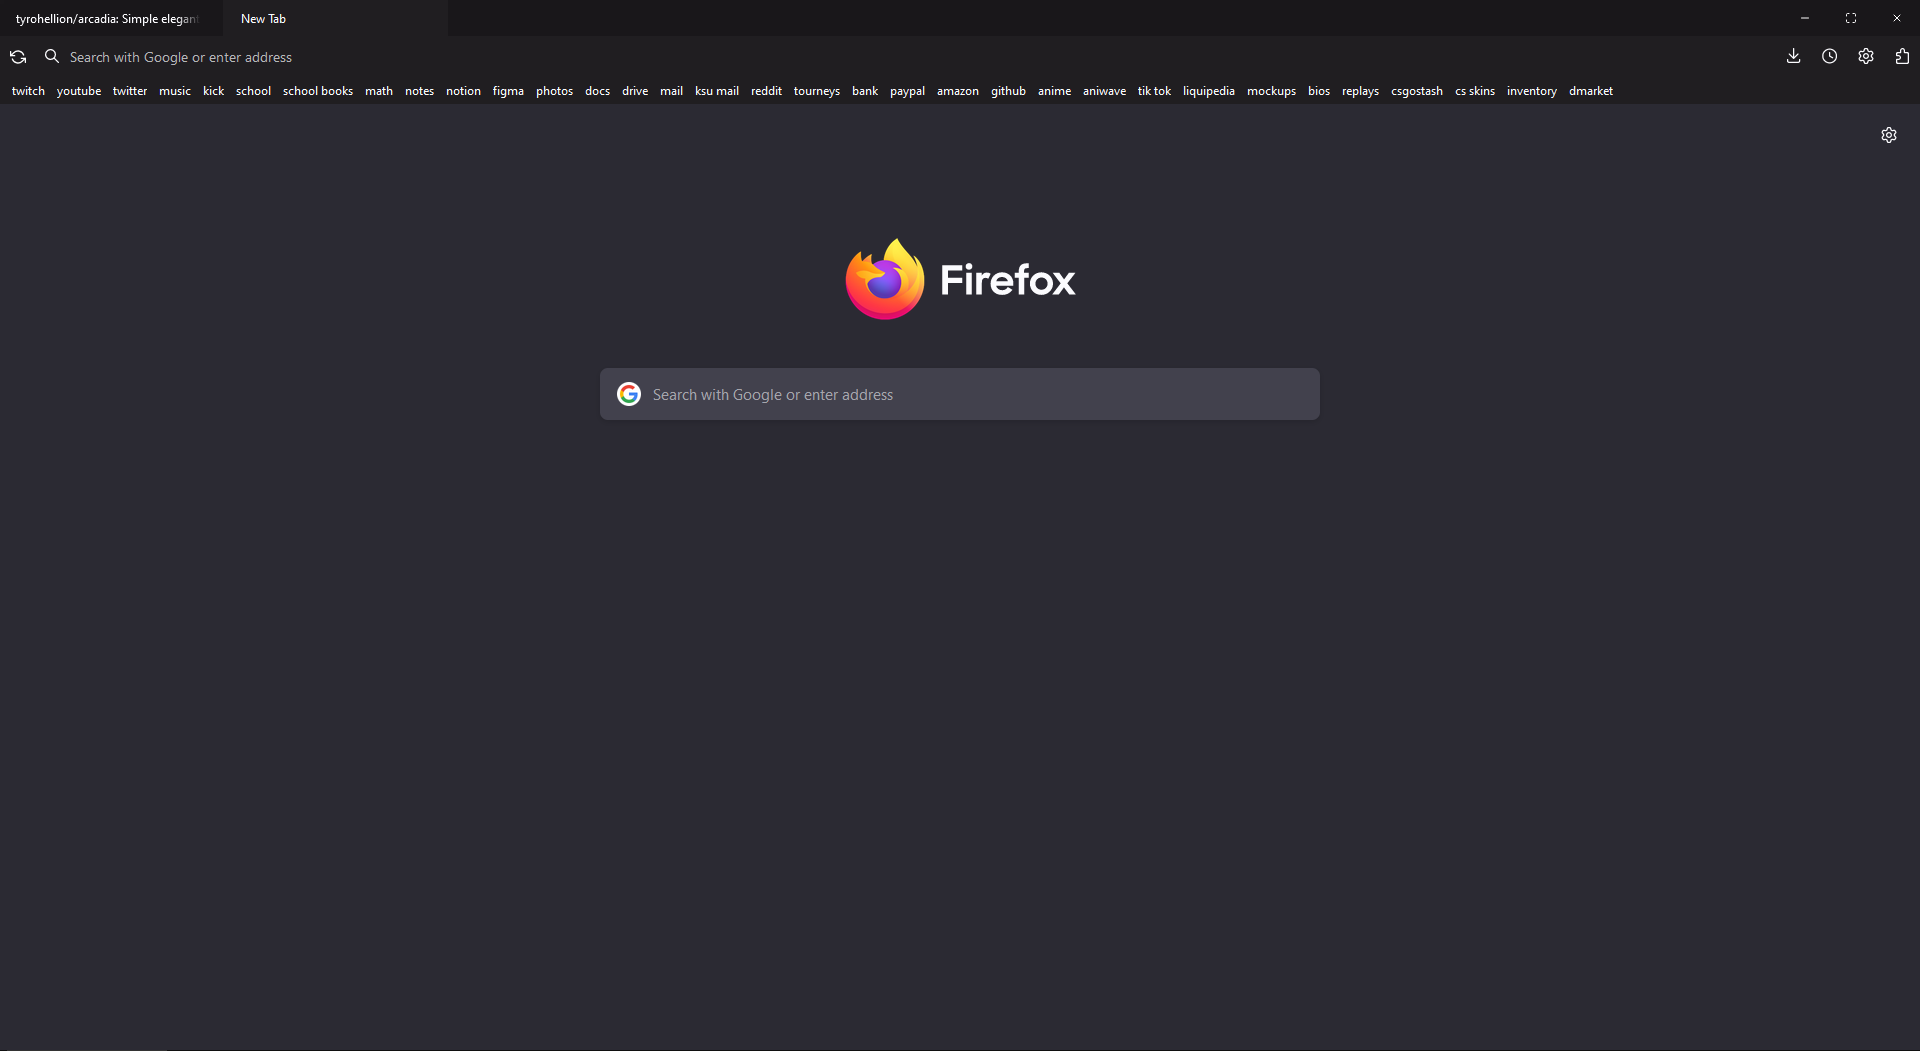 tyrohellion/arcadia: Simple elegant New Tab
Search with Google or enter address
twitch youtube twitter music kick school school books math notes notion figma photos docs drive mail ksu mail reddit tourneys bank paypal amazon github anime aniwave tik tok liquipedia mockups bios replays csgostash cs skins inventory dmarket
Firefox
Search with Google or enter address